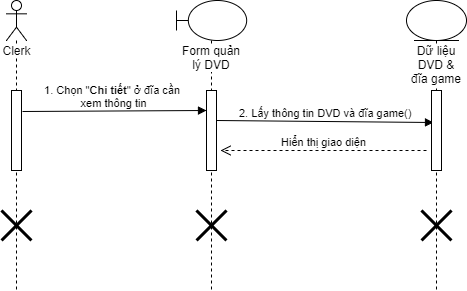 Clerk
Form quản
lý DVD
Dữ liệu
DVD &
đĩa game
1. Chọn "Chi tiết" ở đĩa cần
xem thông tin
2. Lấy thông tin DVD và đĩa game()
Hiển thị giao diện